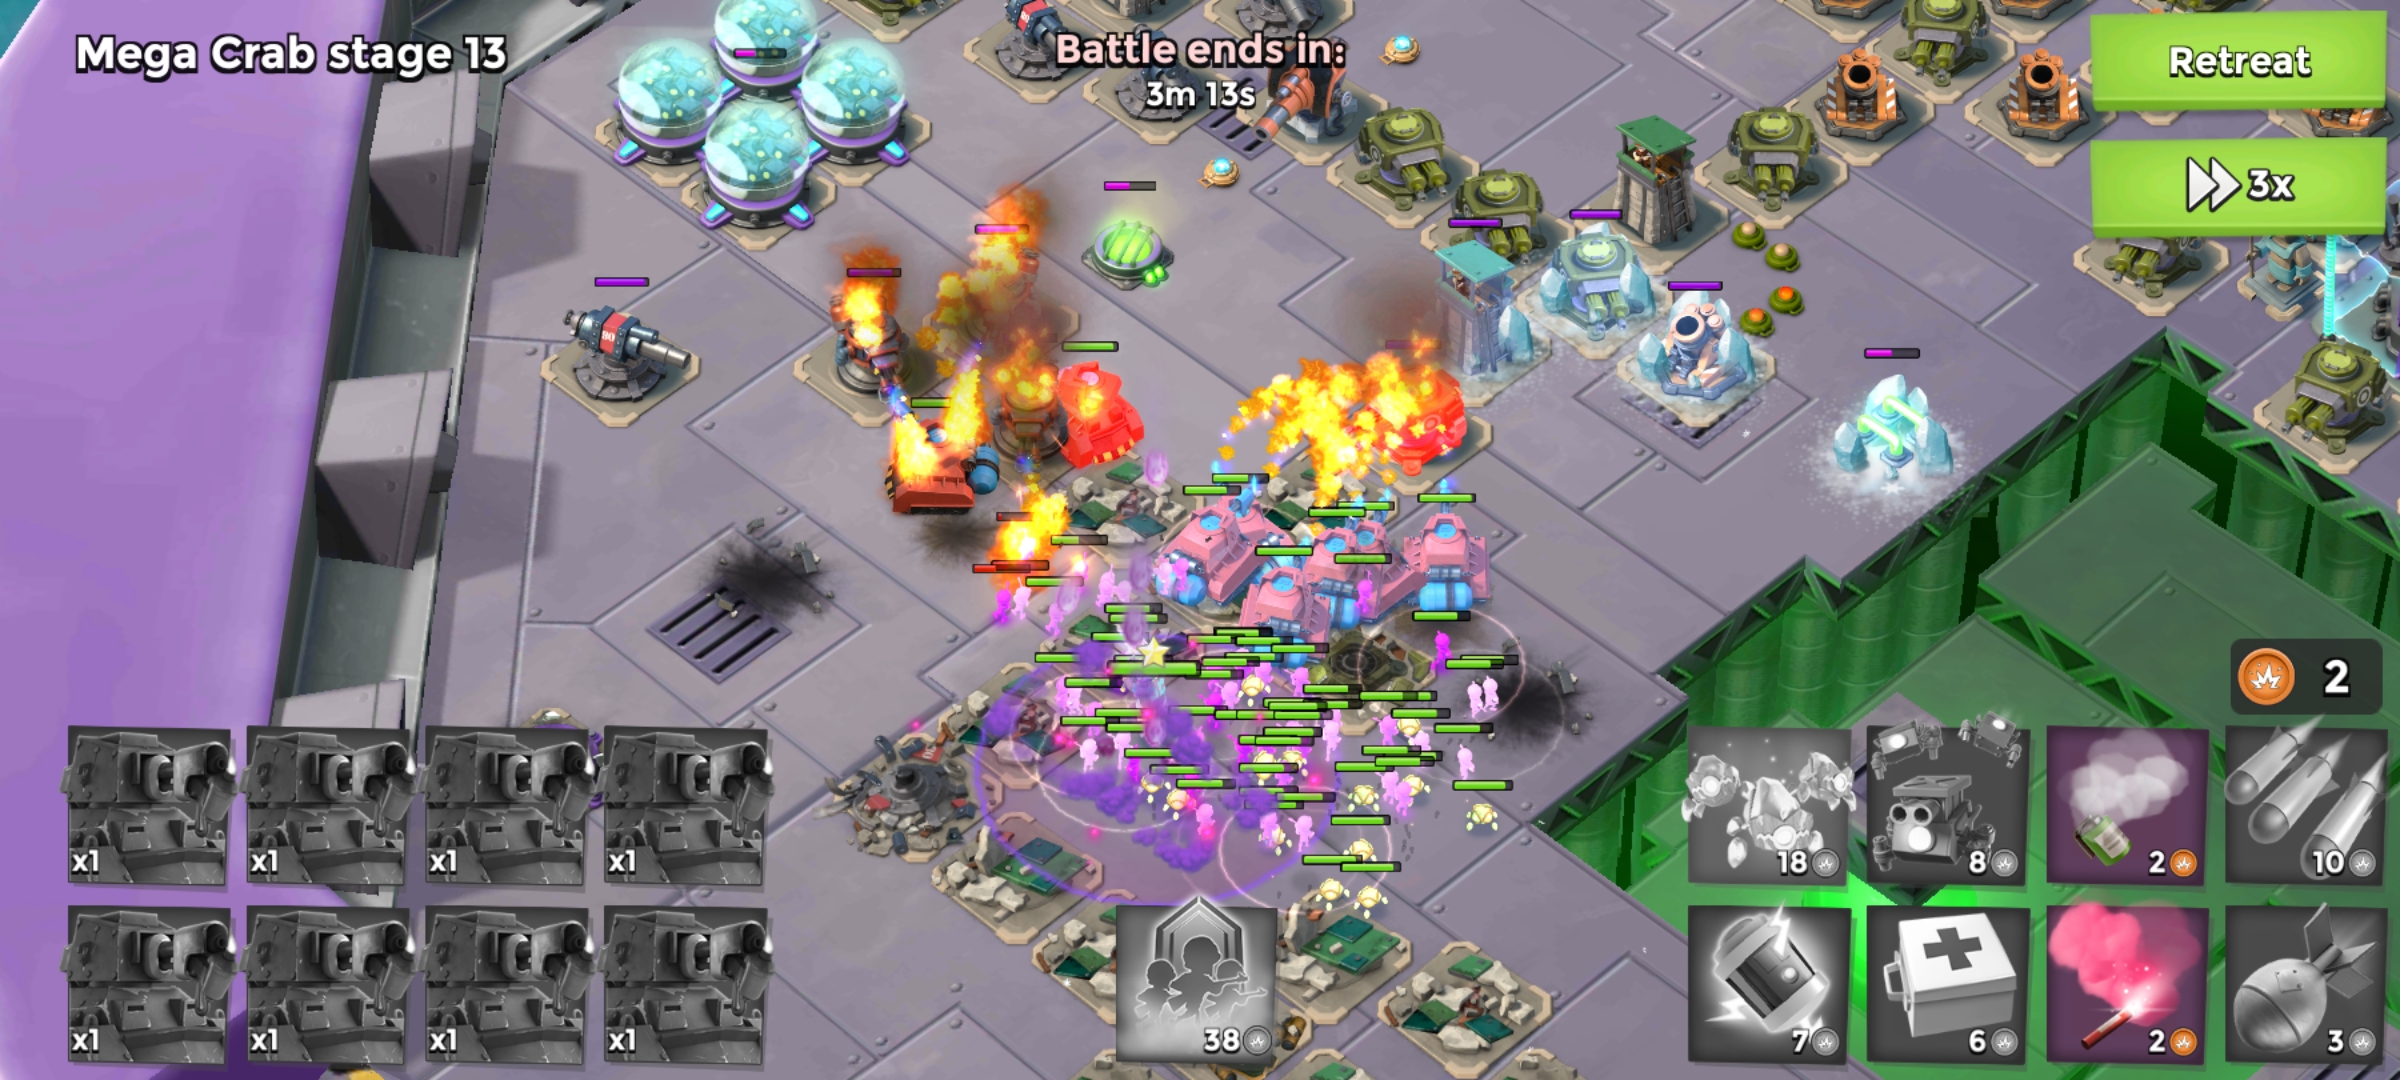 Mega Crab stage 13
Battle ends in:
3m 13s
Retreat
3x
80
2
x1 x1 x1 x1
18 8 2 10
x1 x1 x1 x1
38
7 6 2 3